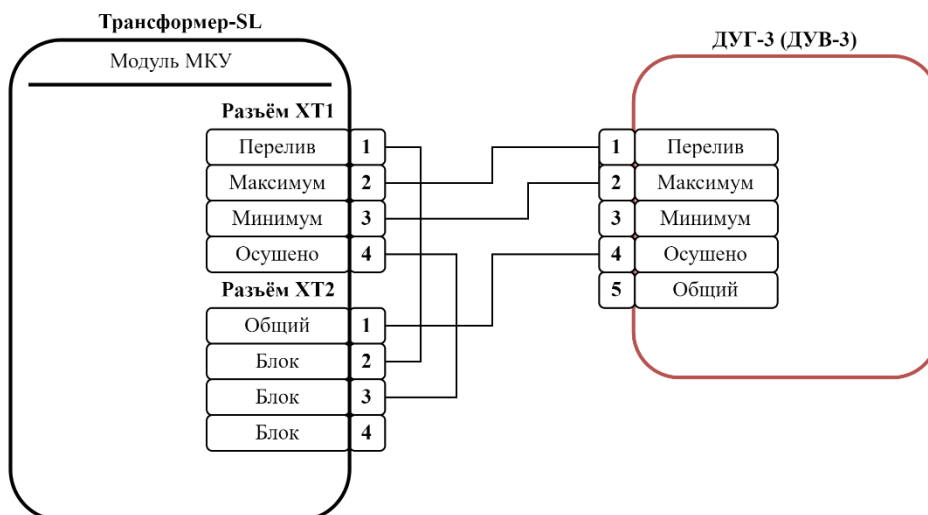 Трансформер-SL
Модуль МКУ
Разъём XT1
Перелив 1
Максимум 2
Минимум 3
Осушено 4
Разъём XT2
Общий 1
Блок 2
Блок 3
Блок 4
ДУГ-3 (ДУВ-3)
1 Перелив
2 Максимум
3 Минимум
4 Осушено
5 Общий